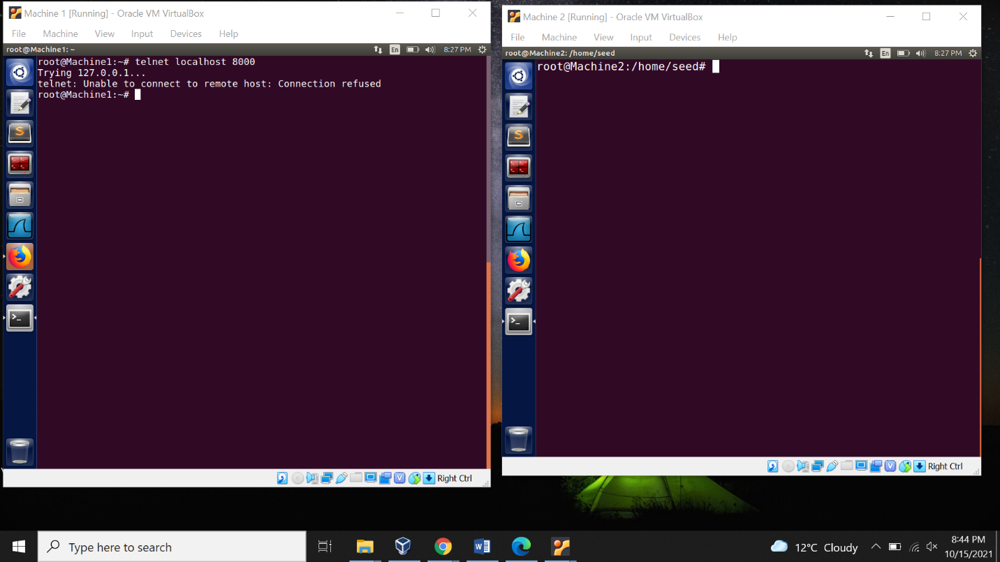 Machine 1 [Running] - Oracle VM VirtualBox
File Machine View Input Devices Help
root@Machine1: ~ En 8:27 PM
root@Machine1:~# telnet localhost 8000
Trying 127.0.0.1...
telnet: Unable to connect to remote host: Connection refused
root@Machine1:~#
Right Ctrl
Machine 2 [Running] - Oracle VM VirtualBox
File Machine View Input Devices Help
root@Machine2: /home/seed En 8:27 PM
root@Machine2:/home/seed#
Right Ctrl
Type here to search
12°C Cloudy
8:44 PM
10/15/2021